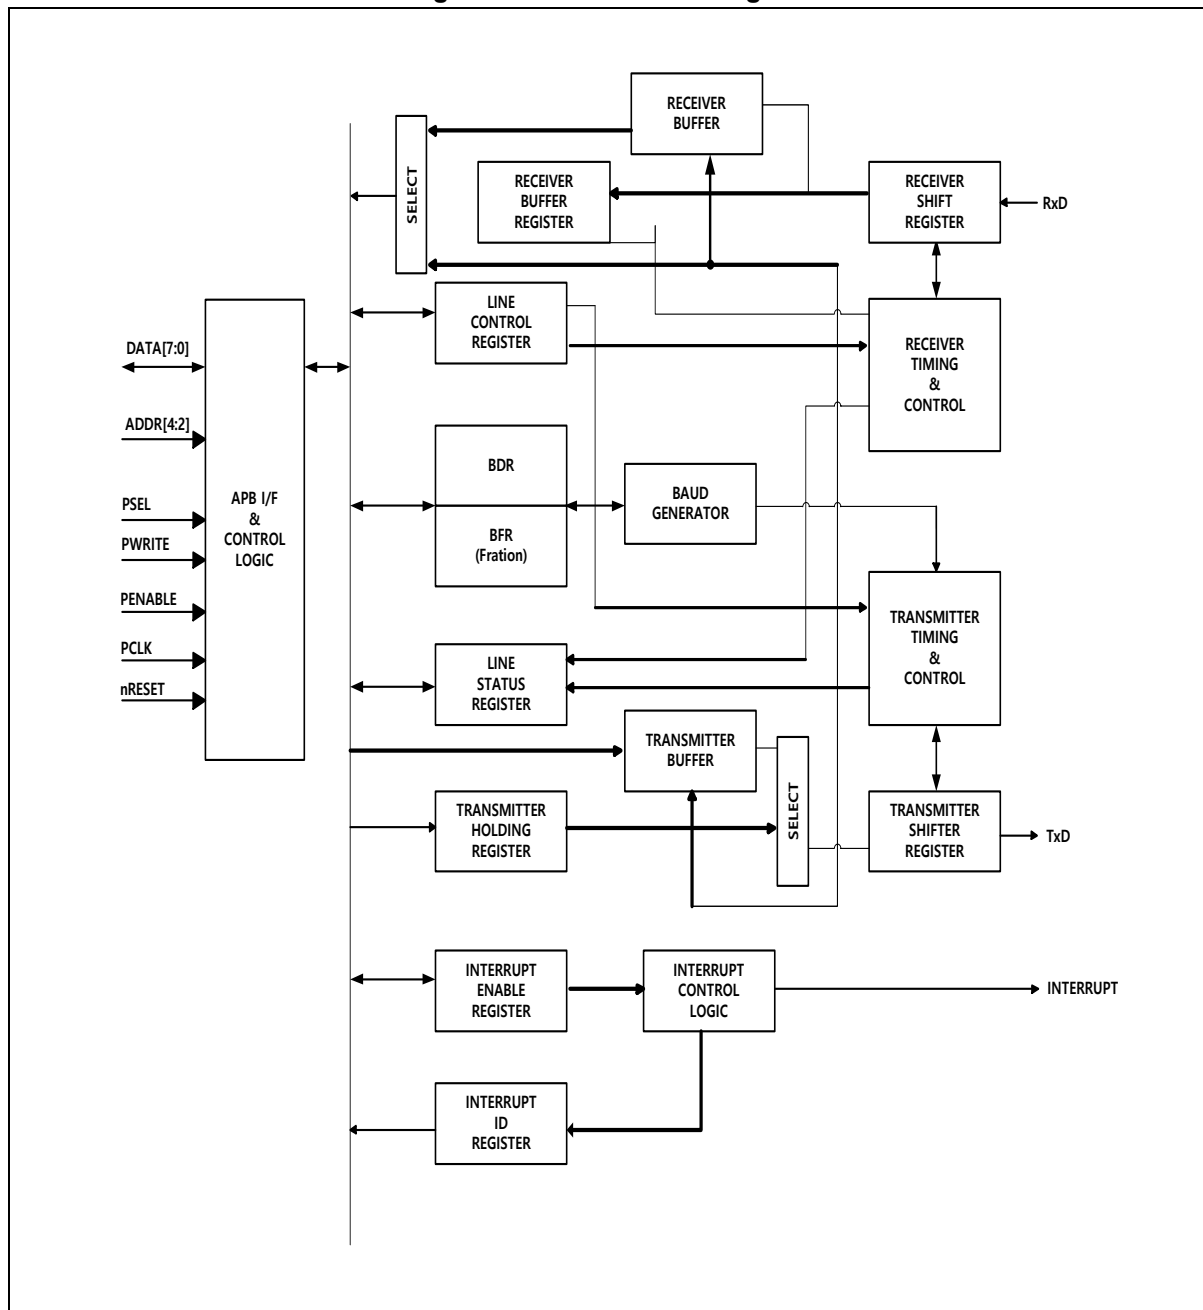 RECEIVER
BUFFER
SELECT
RECEIVER
BUFFER
REGISTER
RECEIVER
SHIFT
REGISTER
RxD
LINE
CONTROL
REGISTER
RECEIVER
TIMING
&
CONTROL
DATA[7:0]
ADDR[4:2]
PSEL
PWRITE
PENABLE
PCLK
nRESET
APB I/F
&
CONTROL
LOGIC
BDR
BFR
(Fration)
BAUD
GENERATOR
TRANSMITTER
TIMING
&
CONTROL
LINE
STATUS
REGISTER
TRANSMITTER
BUFFER
SELECT
TRANSMITTER
HOLDING
REGISTER
TRANSMITTER
SHIFTER
REGISTER
TxD
INTERRUPT
ENABLE
REGISTER
INTERRUPT
CONTROL
LOGIC
INTERRUPT
INTERRUPT
ID
REGISTER